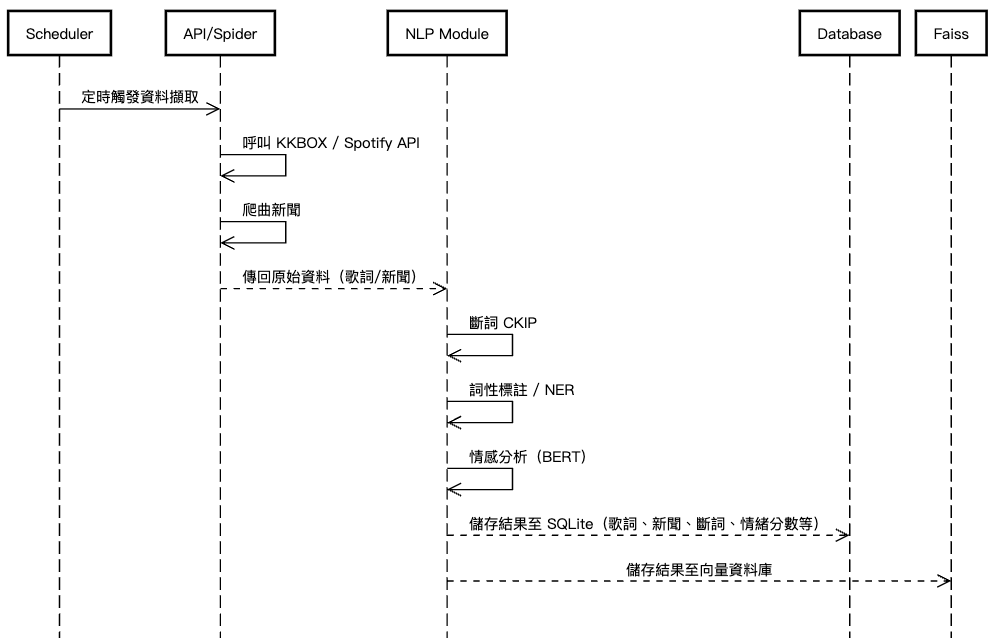 Scheduler
API/Spider
NLP Module
Database
Faiss
定時觸發資料擷取
呼叫 KKBOX / Spotify API
爬曲新聞
傳回原始資料（歌詞/新聞）
斷詞 CKIP
詞性標註 / NER
情感分析（BERT）
儲存結果至 SQLite（歌詞、新聞、斷詞、情緒分數等）
儲存結果至向量資料庫